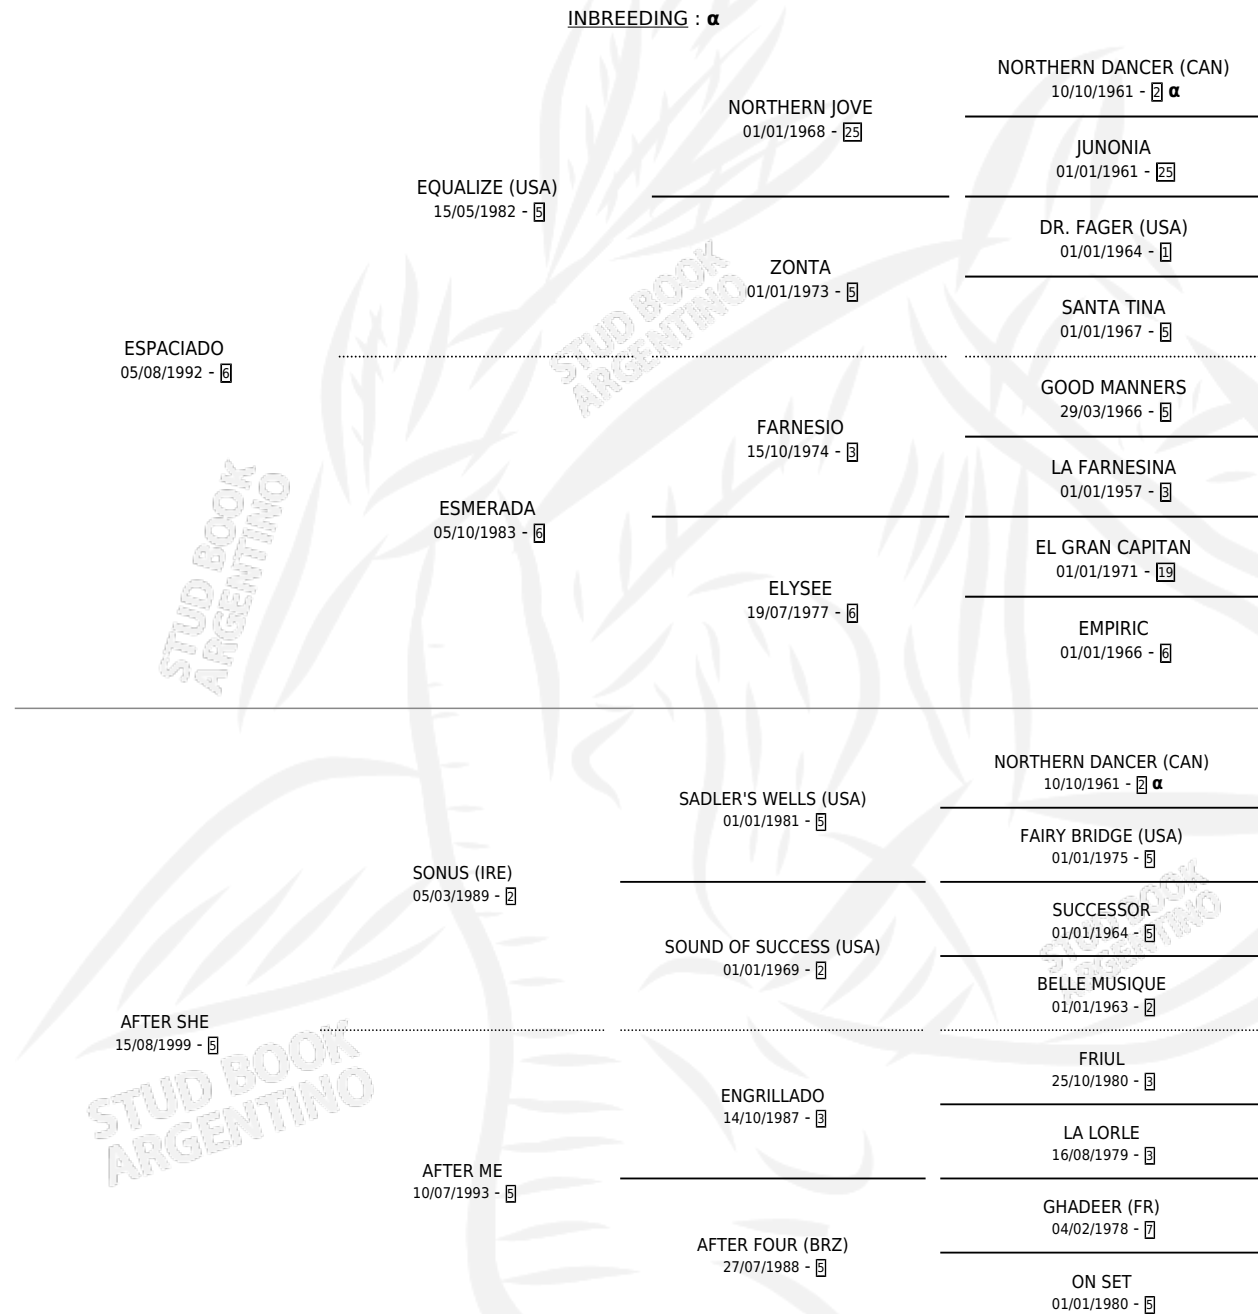 INBREEDING : α
NORTHERN DANCER (CAN)
10/10/1961 - 2 α
NORTHERN JOVE
01/01/1968 - 25
JUNONIA
01/01/1961 - 25
EQUALIZE (USA)
15/05/1982 - 5
DR. FAGER (USA)
01/01/1964 - 1
ZONTA
01/01/1973 - 5
SANTA TINA
01/01/1967 - 5
ESPACIADO
05/08/1992 - 6
GOOD MANNERS
29/03/1966 - 5
FARNESIO
15/10/1974 - 3
LA FARNESINA
01/01/1957 - 3
ESMERADA
05/10/1983 - 6
EL GRAN CAPITAN
01/01/1971 - 19
ELYSEE
19/07/1977 - 6
EMPIRIC
01/01/1966 - 6
NORTHERN DANCER (CAN)
10/10/1961 - 2 α
SADLER'S WELLS (USA)
01/01/1981 - 5
FAIRY BRIDGE (USA)
01/01/1975 - 5
SONUS (IRE)
05/03/1989 - 2
SUCCESSOR
01/01/1964 - 5
SOUND OF SUCCESS (USA)
01/01/1969 - 2
BELLE MUSIQUE
01/01/1963 - 2
AFTER SHE
15/08/1999 - 5
FRIUL
25/10/1980 - 3
ENGRILLADO
14/10/1987 - 3
LA LORLE
16/08/1979 - 3
AFTER ME
10/07/1993 - 5
GHADEER (FR)
04/02/1978 - 7
AFTER FOUR (BRZ)
27/07/1988 - 5
ON SET
01/01/1980 - 5
STUD BOOK
ARGENTINO
STUD BOOK
ARGENTINO
STUD BOOK
ARGENTINO
STUD BOOK
ARGENTINO